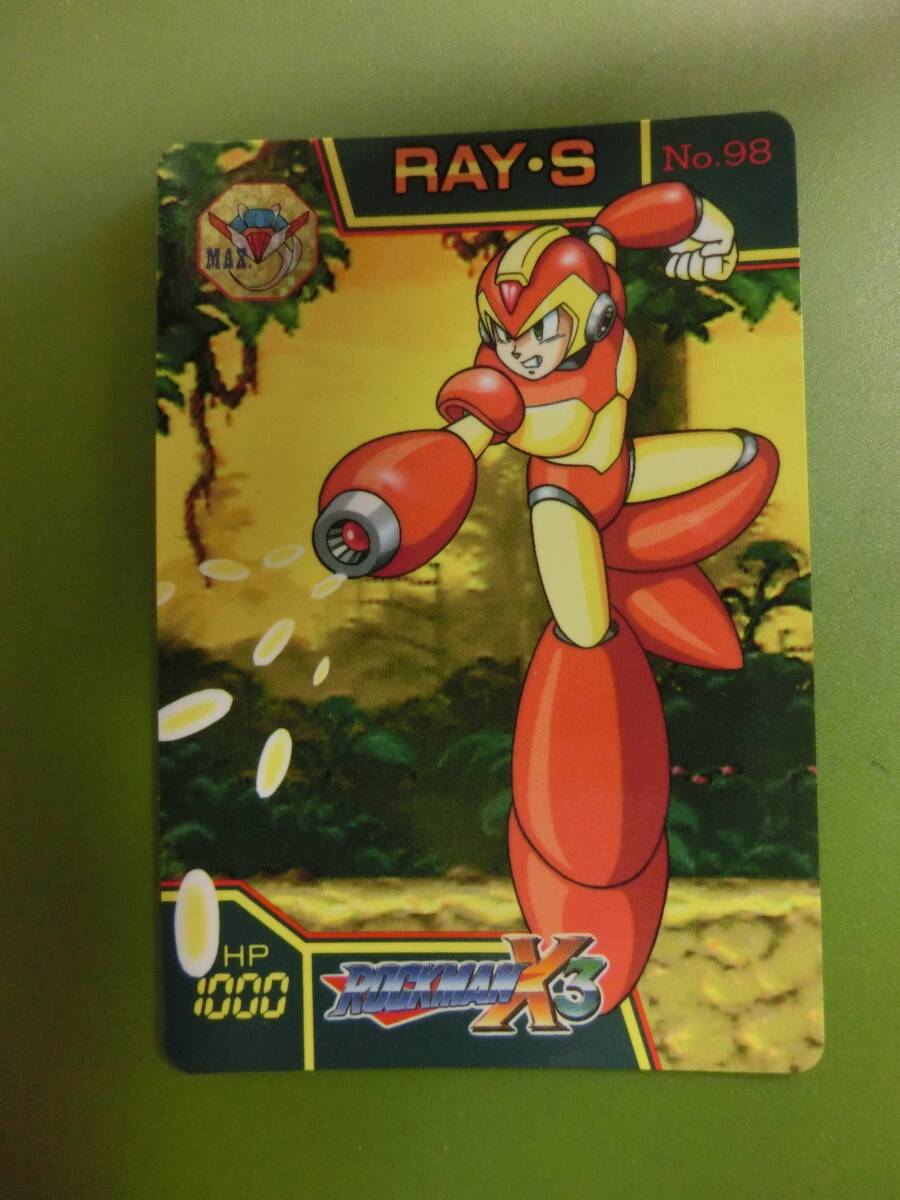 RAY・S
No.98
MAX.
HP
1000
ROCKMAN X3